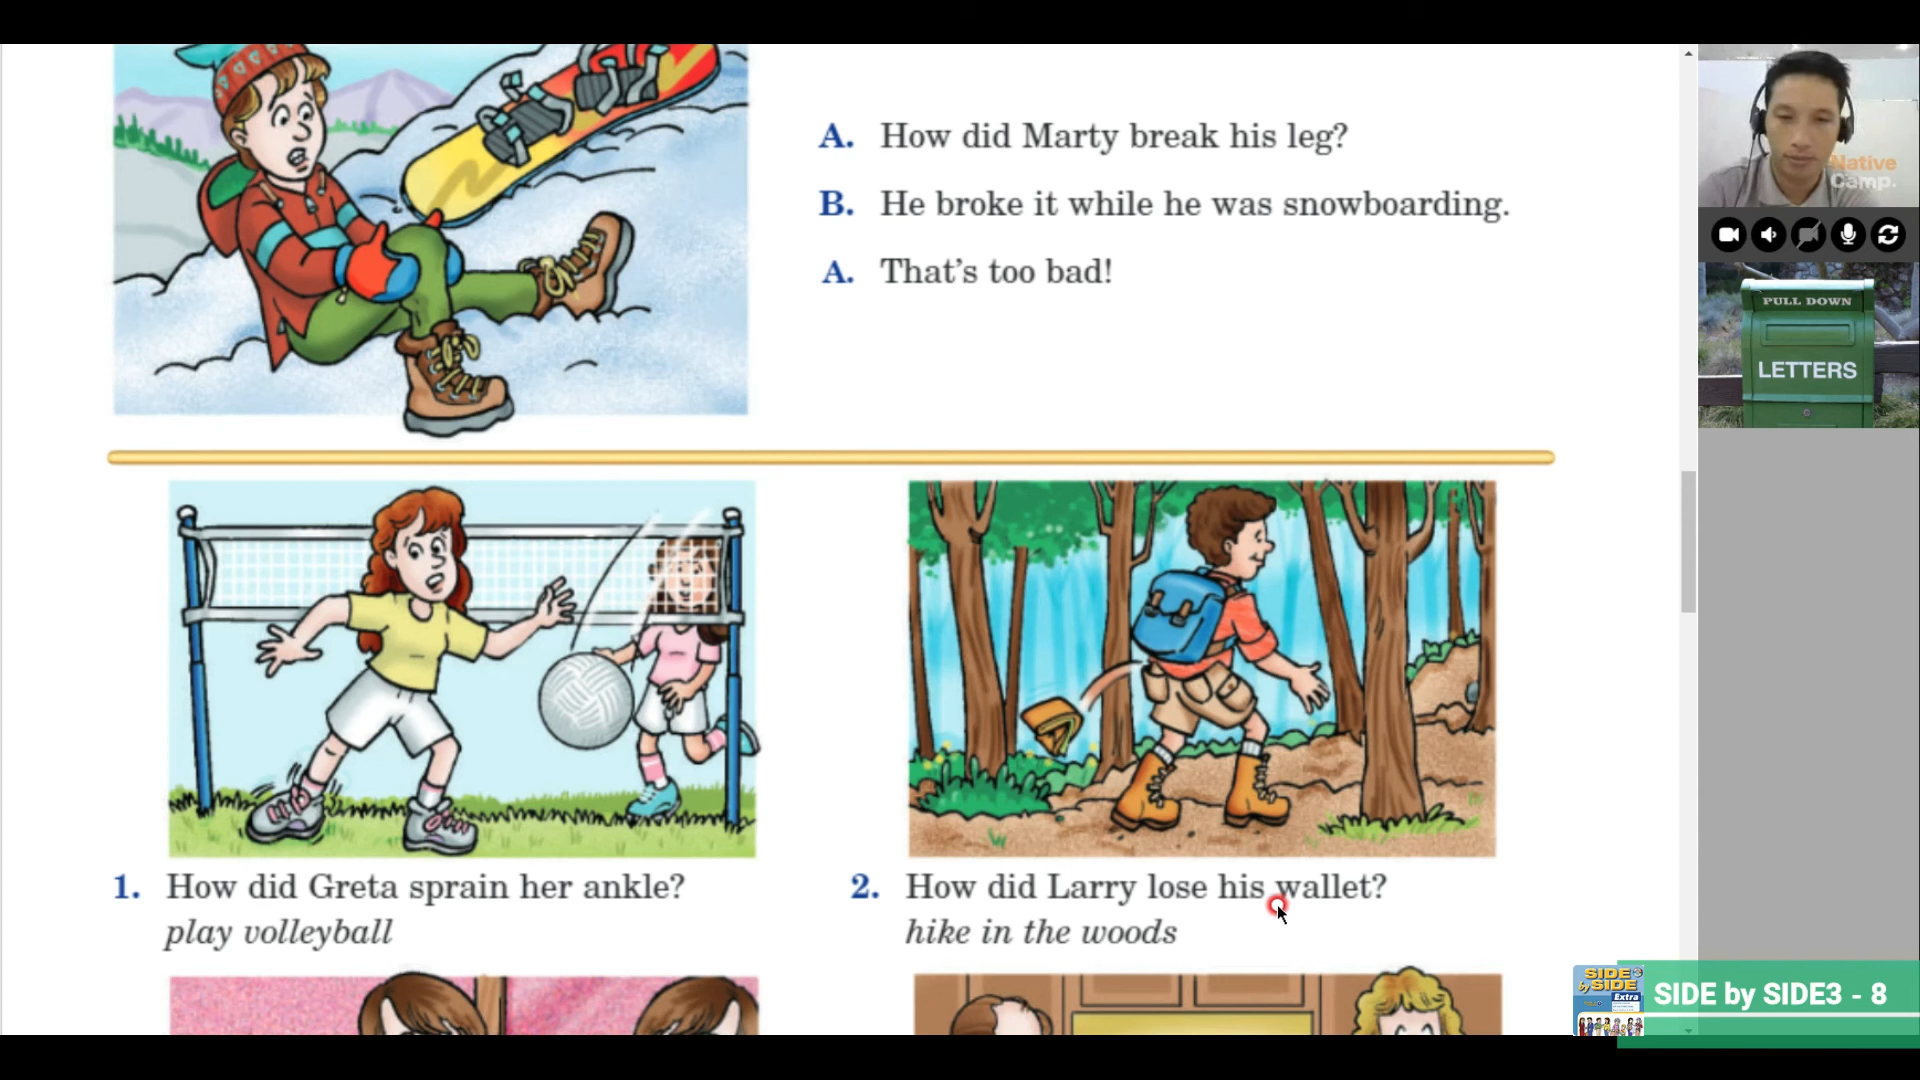 A. How did Marty break his leg?
B. He broke it while he was snowboarding.
A. That's too bad!
1. How did Greta sprain her ankle?
play volleyball
2. How did Larry lose his wallet?
hike in the woods
Native
Camp.
PULL DOWN
LETTERS
SIDE
by SIDE
Extra
SIDE by SIDE3 - 8